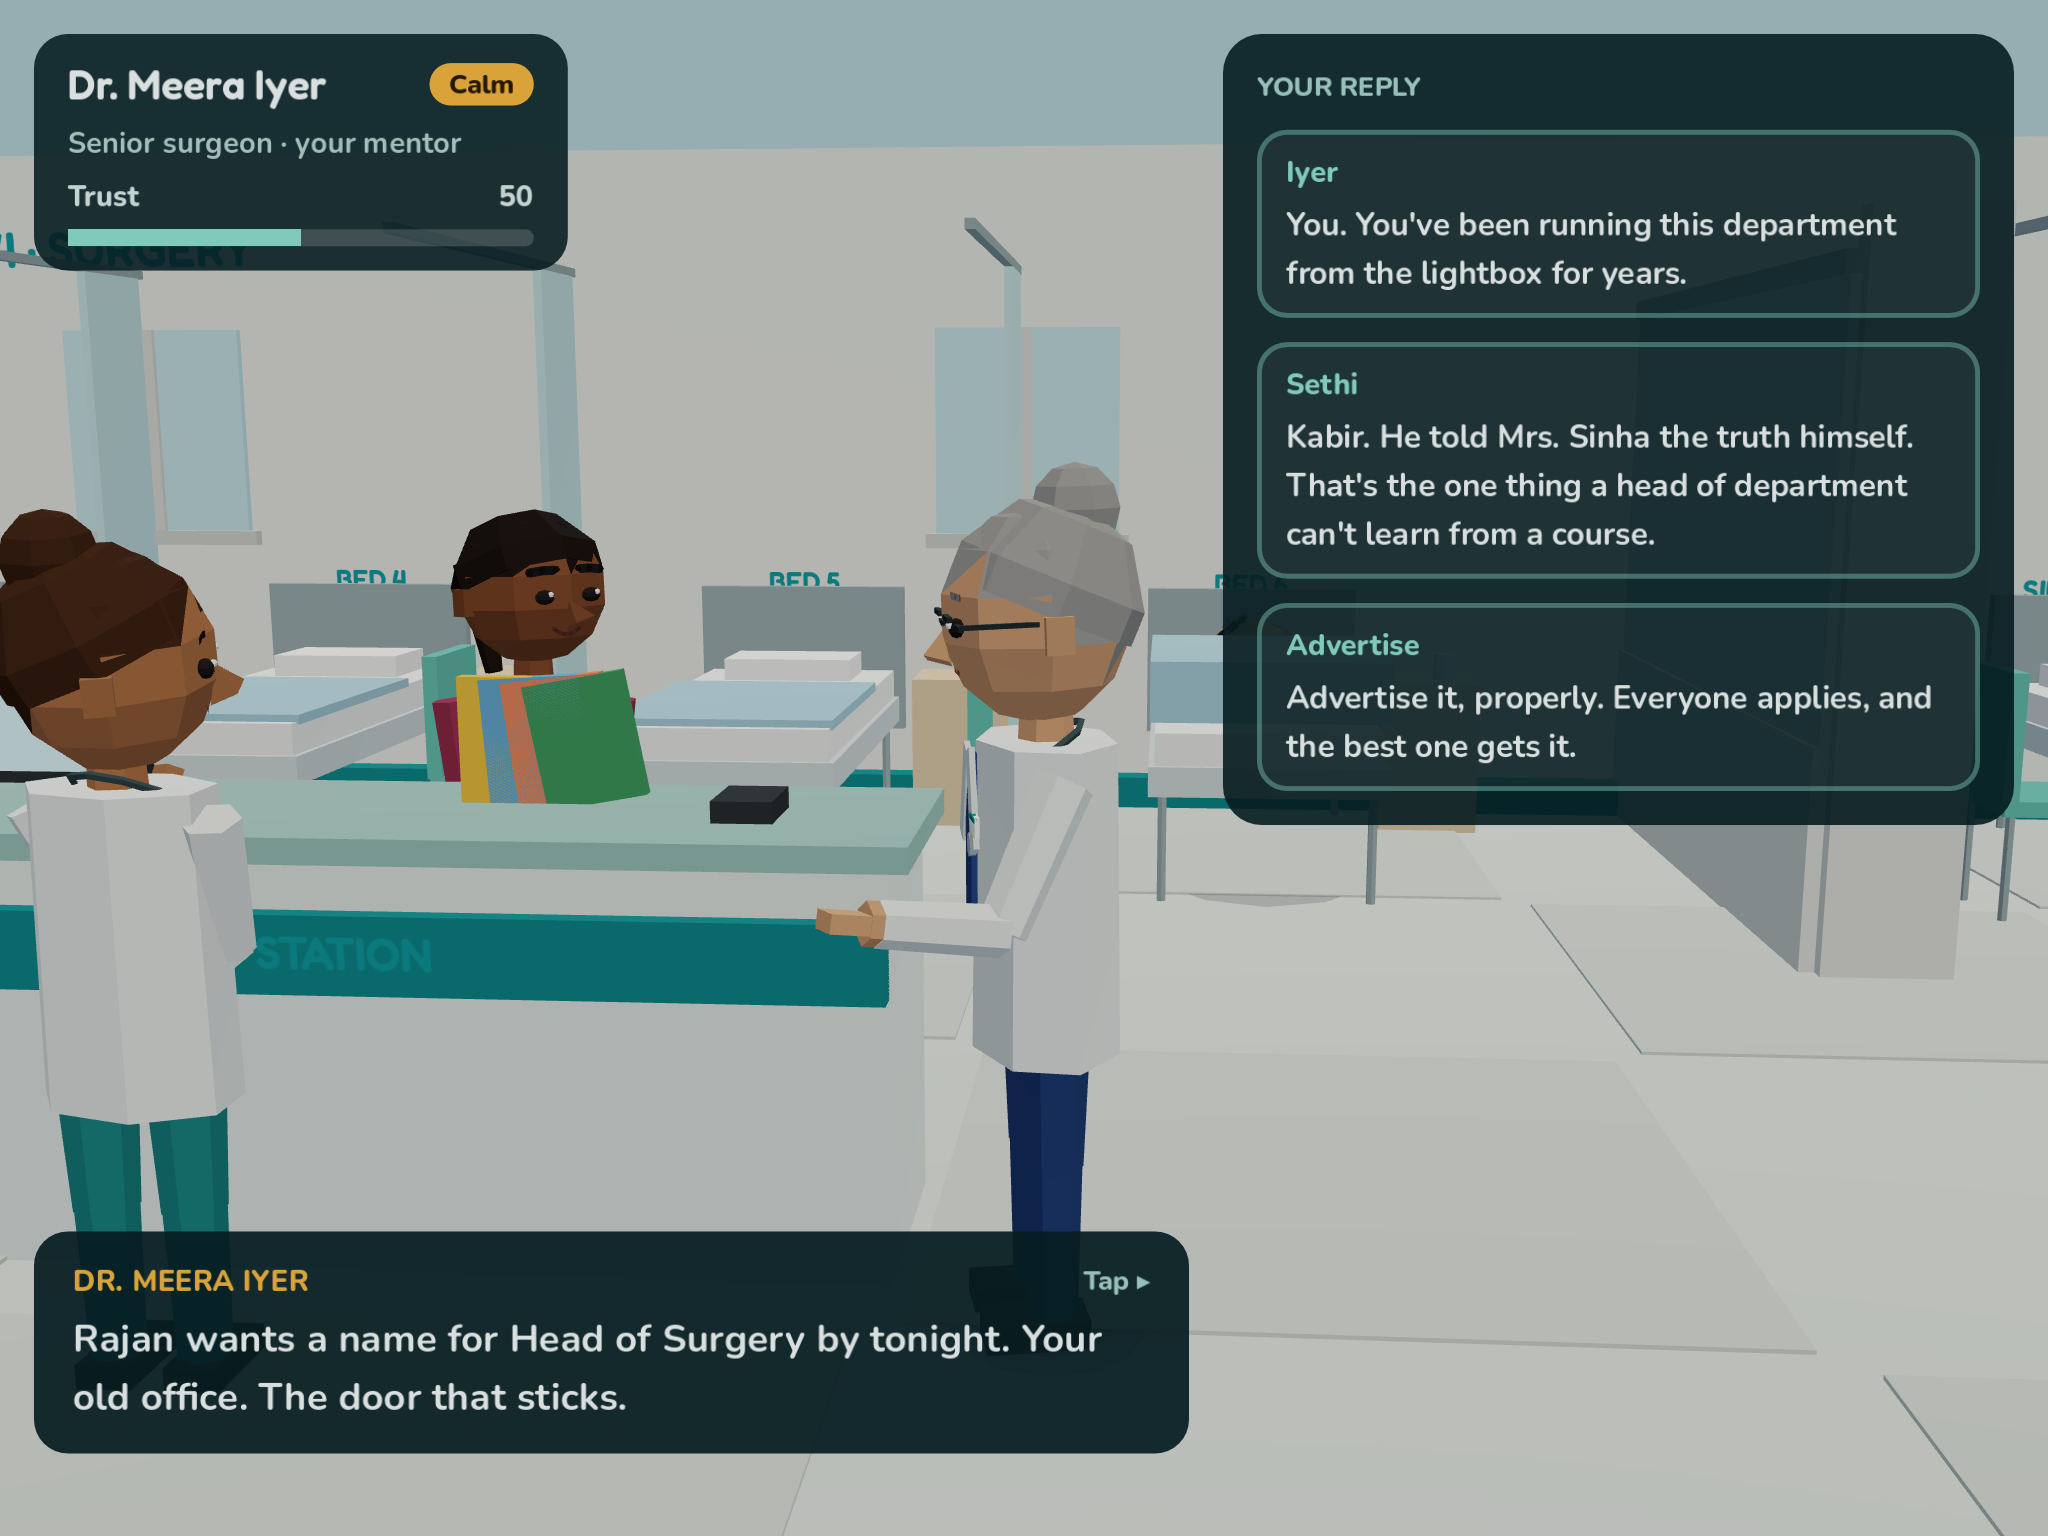 Dr. Meera Iyer
Calm
Senior surgeon · your mentor
Trust
50
SURGERY
YOUR REPLY
Iyer
You. You've been running this department
from the lightbox for years.
Sethi
Kabir. He told Mrs. Sinha the truth himself.
That's the one thing a head of department
can't learn from a course.
Advertise
Advertise it, properly. Everyone applies, and
the best one gets it.
BED 4
BED 5
BED 6
STATION
DR. MEERA IYER
Tap ▸
Rajan wants a name for Head of Surgery by tonight. Your
old office. The door that sticks.